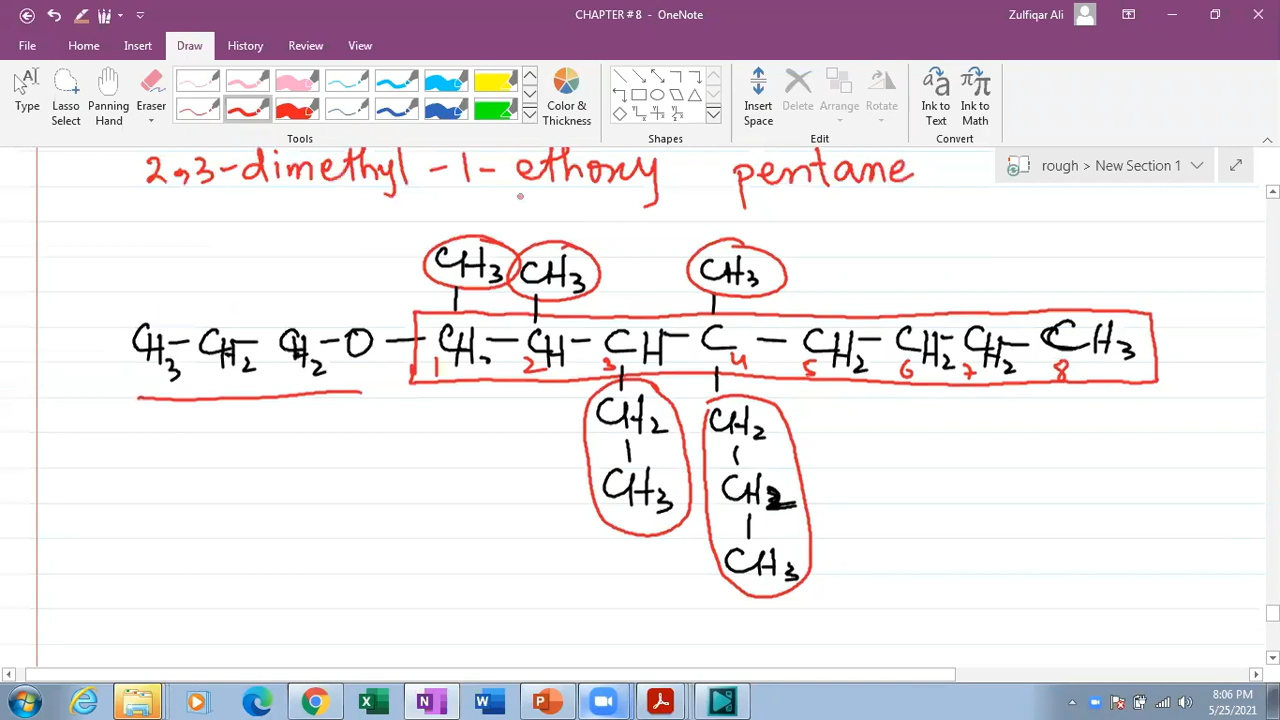 CHAPTER # 8 - OneNote
Zulfiqar Ali
File Home Insert Draw History Review View
Type Lasso Select Panning Hand Eraser Color & Thickness Insert Space Delete Arrange Rotate Ink to Text Ink to Math
Tools Shapes Edit Convert
rough > New Section 1
2,3-dimethyl -1- ethoxy pentane
CH3 CH3 CH3
CH3 - CH2 CH2 - O - CH - CH - CH - C - CH2 - CH2 - CH2 - CH3
1 2 3 4 5 6 7 8
CH2 CH2
CH3 CH2
CH3
8:06 PM
5/25/2021